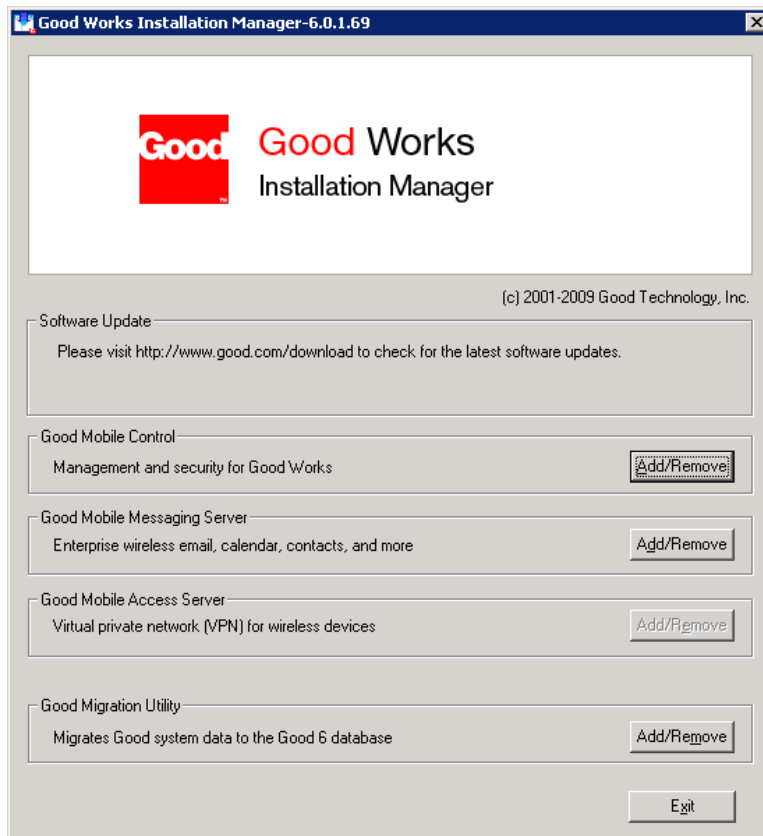 Good Works Installation Manager-6.0.1.69
Good
Good Works
Installation Manager
(c) 2001-2009 Good Technology, Inc.
Software Update
Please visit http://www.good.com/download to check for the latest software updates.
Good Mobile Control
Management and security for Good Works
Add/Remove
Good Mobile Messaging Server
Enterprise wireless email, calendar, contacts, and more
Add/Remove
Good Mobile Access Server
Virtual private network (VPN) for wireless devices
Add/Remove
Good Migration Utility
Migrates Good system data to the Good 6 database
Add/Remove
Exit